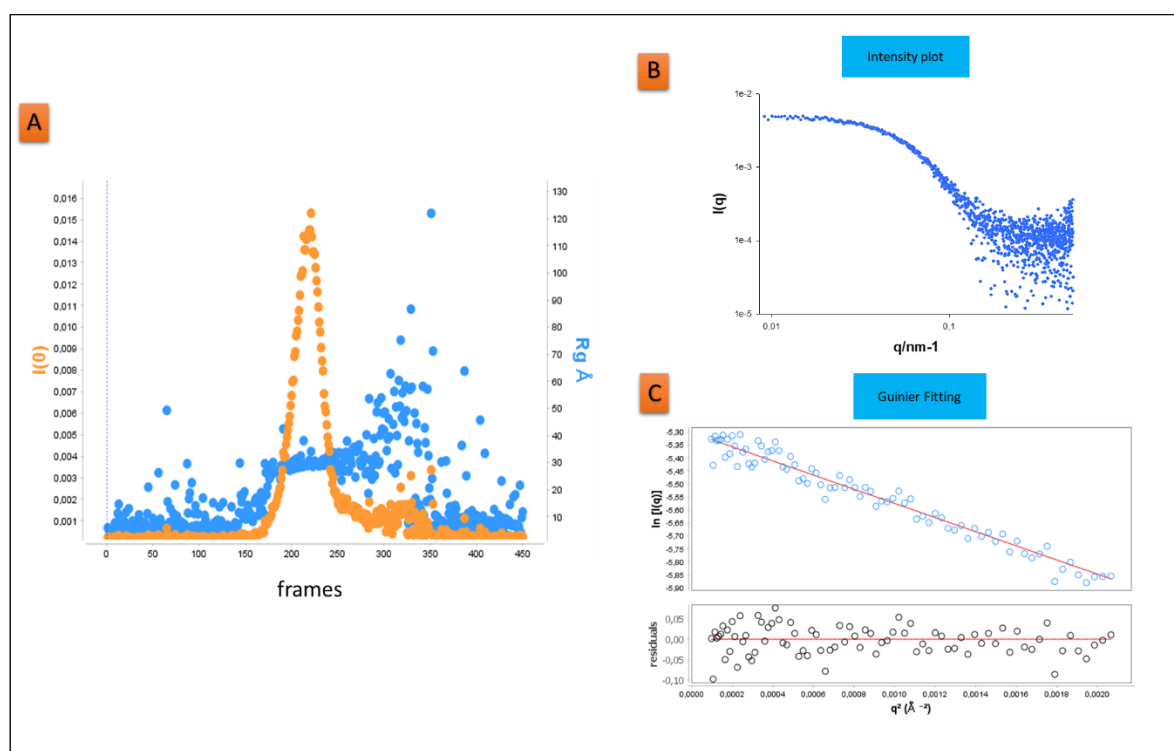 A
I(0)
0,016
0,015
0,014
0,013
0,012
0,011
0,010
0,009
0,008
0,007
0,006
0,005
0,004
0,003
0,002
0,001
130
120
110
100
90
80
70
60
50
40
30
20
10
Rg Å
0 50 100 150 200 250 300 350 400 450
frames
B
Intensity plot
I(q)
1e-2
1e-3
1e-4
1e-5
0.01 0.1
q/nm-1
C
Guinier Fitting
ln [I(q)]
-5,30
-5,35
-5,40
-5,45
-5,50
-5,55
-5,60
-5,65
-5,70
-5,75
-5,80
-5,85
-5,90
residuals
0,05
0,00
-0,05
-0,10
0,0000 0,0002 0,0004 0,0006 0,0008 0,0010 0,0012 0,0014 0,0016 0,0018 0,0020
q² (Å ⁻²)